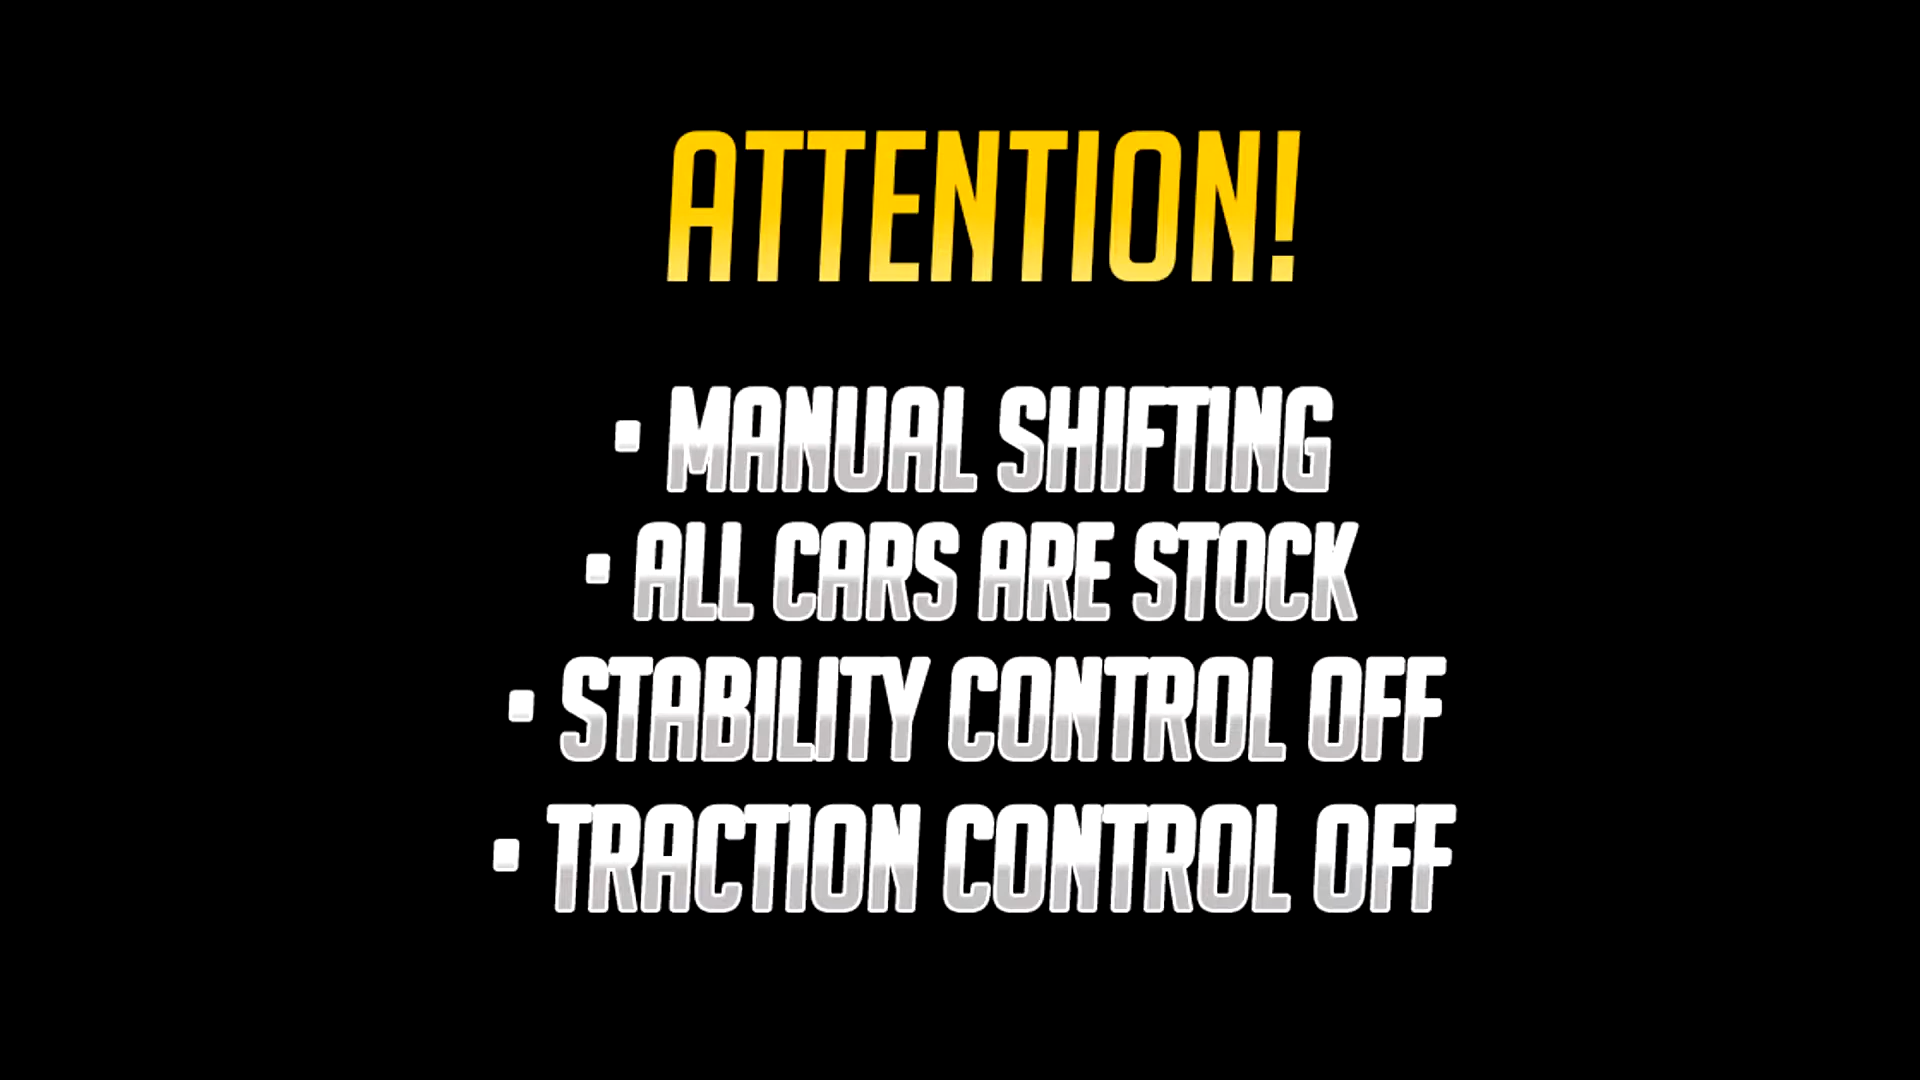 ATTENTION!
• MANUAL SHIFTING
• ALL CARS ARE STOCK
• STABILITY CONTROL OFF
• TRACTION CONTROL OFF